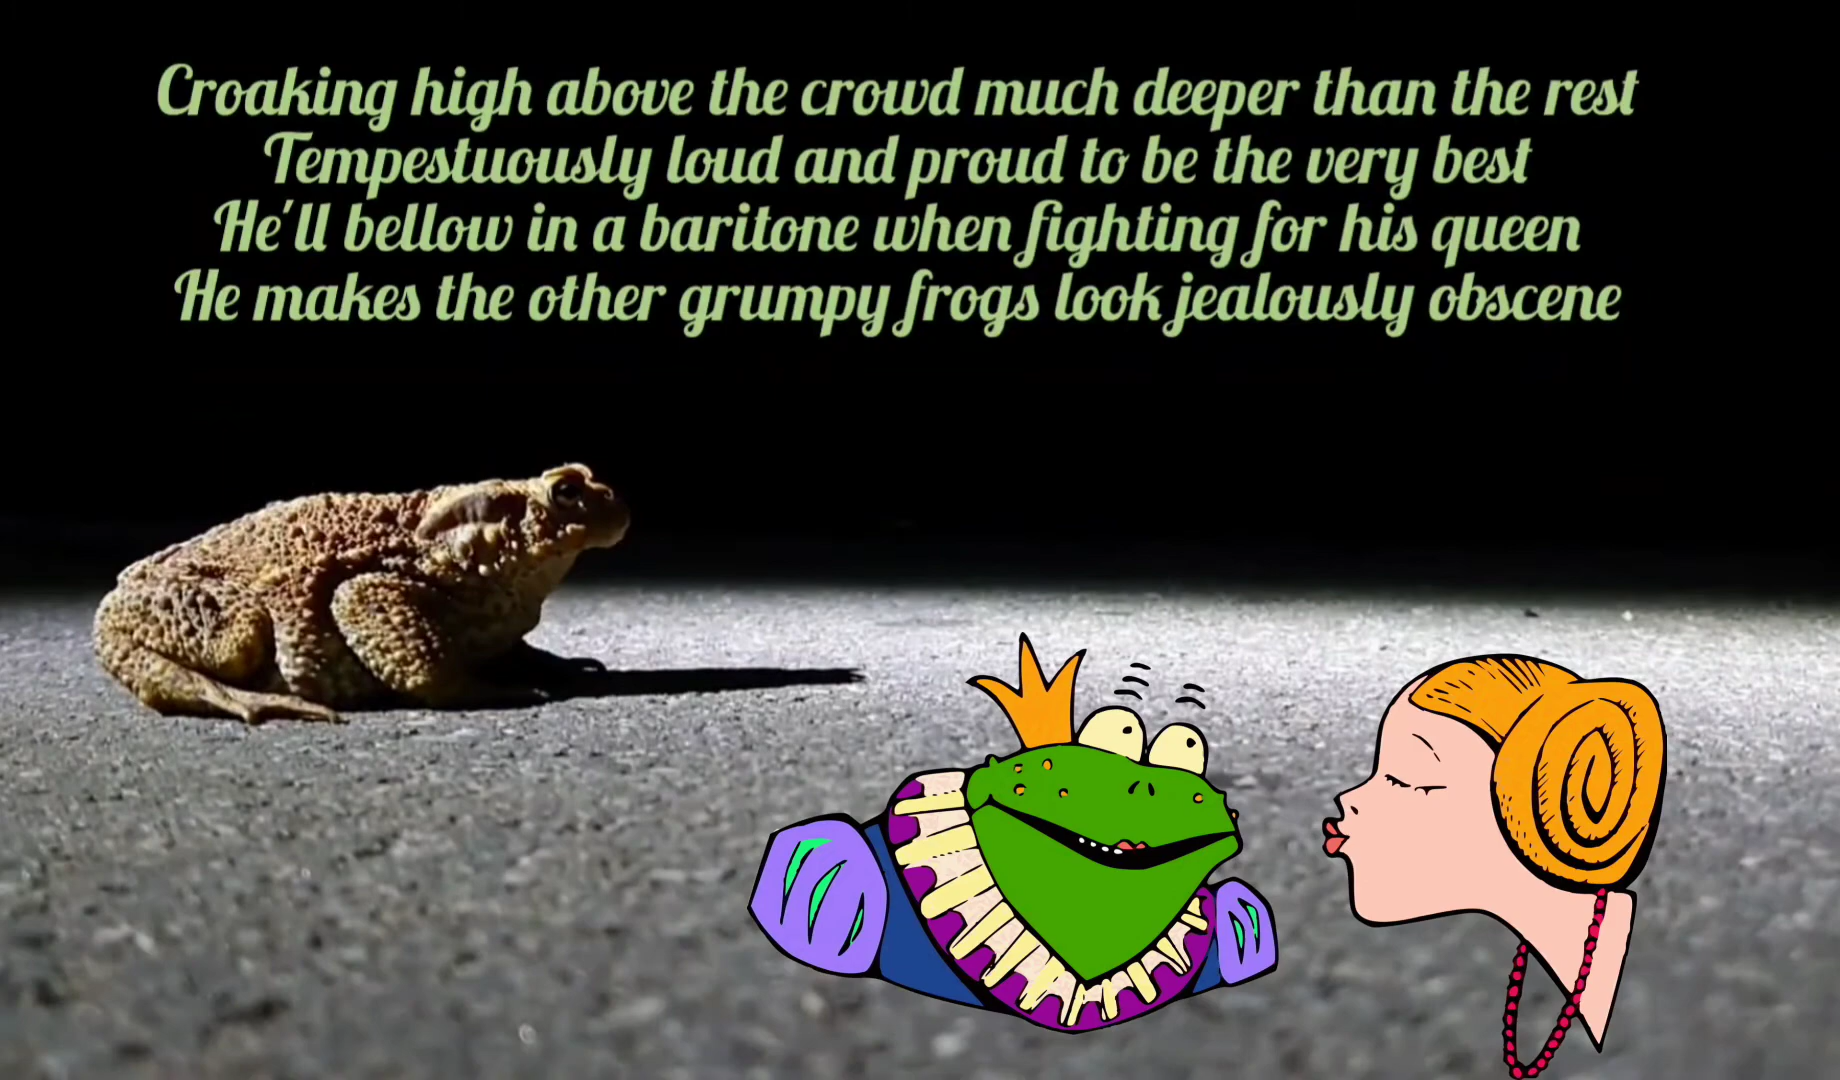 Croaking high above the crowd much deeper than the rest
Tempestuously loud and proud to be the very best
He'll bellow in a baritone when fighting for his queen
He makes the other grumpy frogs look jealously obscene